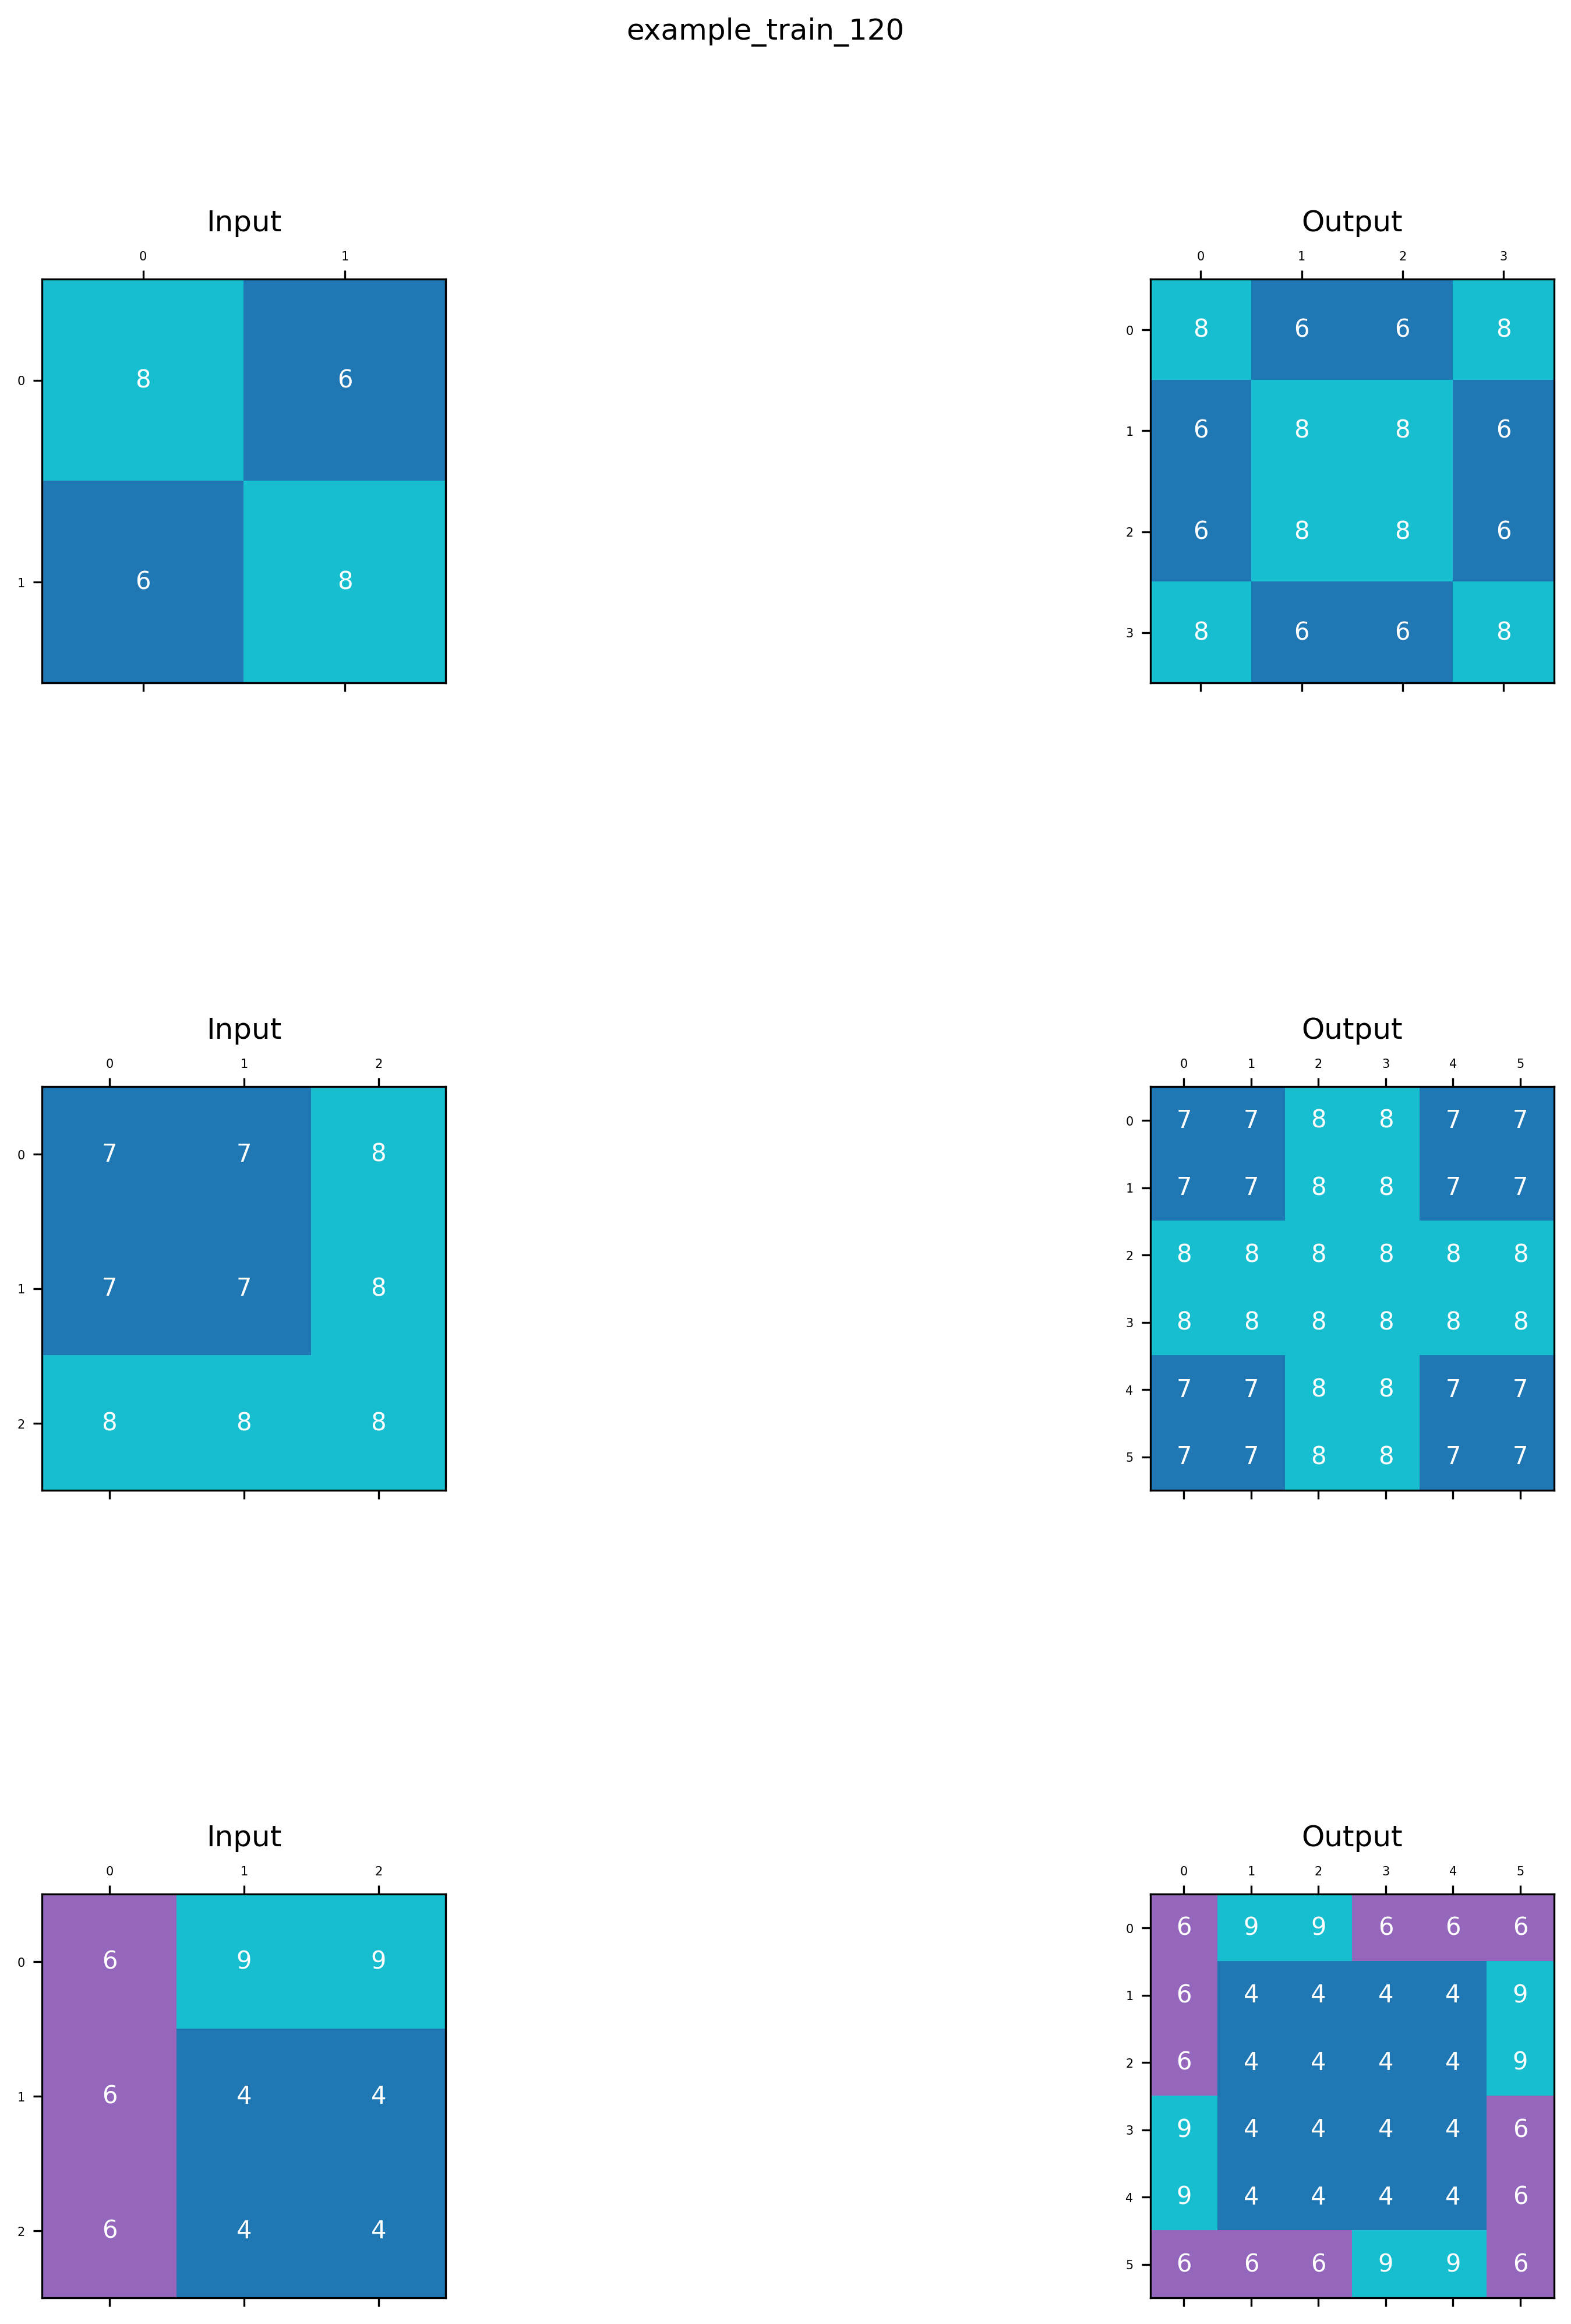 example_train_120
Input
Output
0 1
0 1 2 3
0 8 6
1 6 8
0 8 6 6 8
1 6 8 8 6
2 6 8 8 6
3 8 6 6 8
Input
Output
0 1 2
0 1 2 3 4 5
0 7 7 8
1 7 7 8
2 8 8 8
0 7 7 8 8 7 7
1 7 7 8 8 7 7
2 8 8 8 8 8 8
3 8 8 8 8 8 8
4 7 7 8 8 7 7
5 7 7 8 8 7 7
Input
Output
0 1 2
0 1 2 3 4 5
0 6 9 9
1 6 4 4
2 6 4 4
0 6 9 9 6 6 6
1 6 4 4 4 4 9
2 6 4 4 4 4 9
3 9 4 4 4 4 6
4 9 4 4 4 4 6
5 6 6 6 9 9 6